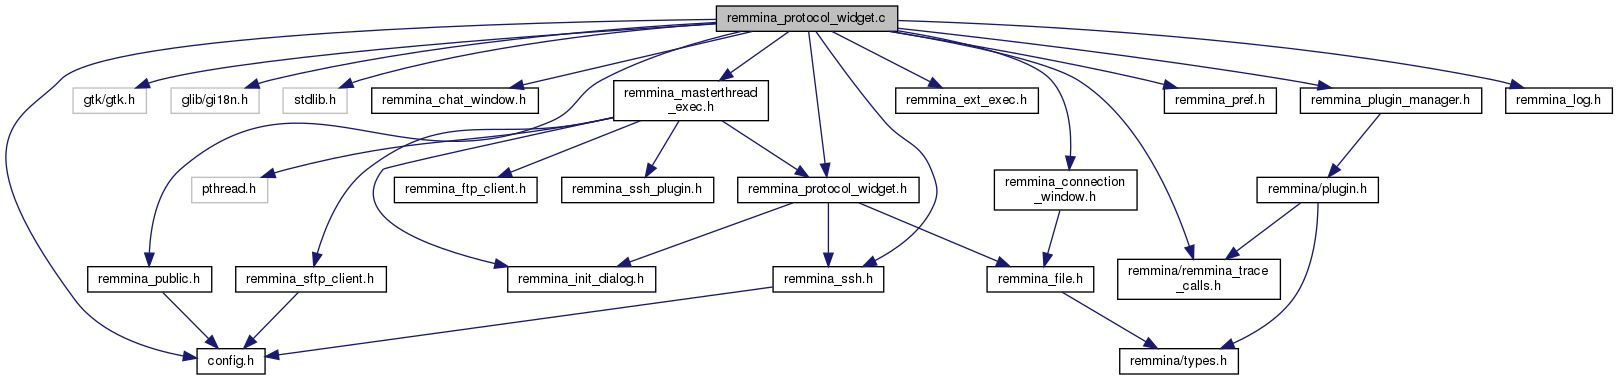 remmina_protocol_widget.c
gtk/gtk.h
glib/gi18n.h
stdlib.h
remmina_chat_window.h
remmina_masterthread
_exec.h
remmina_ext_exec.h
remmina_pref.h
remmina_plugin_manager.h
remmina_log.h
pthread.h
remmina_ftp_client.h
remmina_ssh_plugin.h
remmina_protocol_widget.h
remmina_connection
_window.h
remmina/plugin.h
remmina_public.h
remmina_sftp_client.h
remmina_init_dialog.h
remmina_ssh.h
remmina_file.h
remmina/remmina_trace
_calls.h
config.h
remmina/types.h